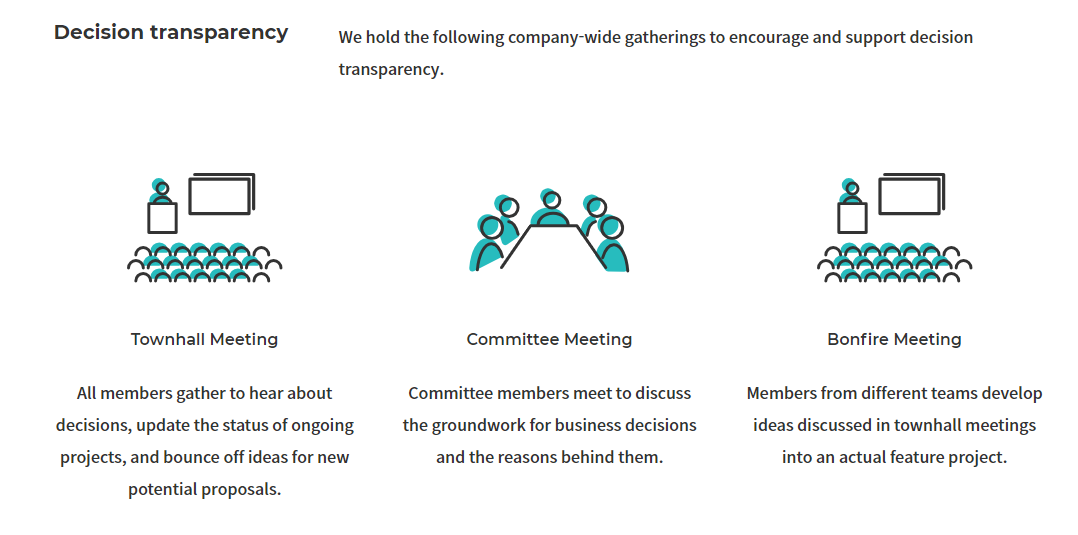 Decision transparency
We hold the following company-wide gatherings to encourage and support decision
transparency.
Townhall Meeting
All members gather to hear about
decisions, update the status of ongoing
projects, and bounce off ideas for new
potential proposals.
Committee Meeting
Committee members meet to discuss
the groundwork for business decisions
and the reasons behind them.
Bonfire Meeting
Members from different teams develop
ideas discussed in townhall meetings
into an actual feature project.